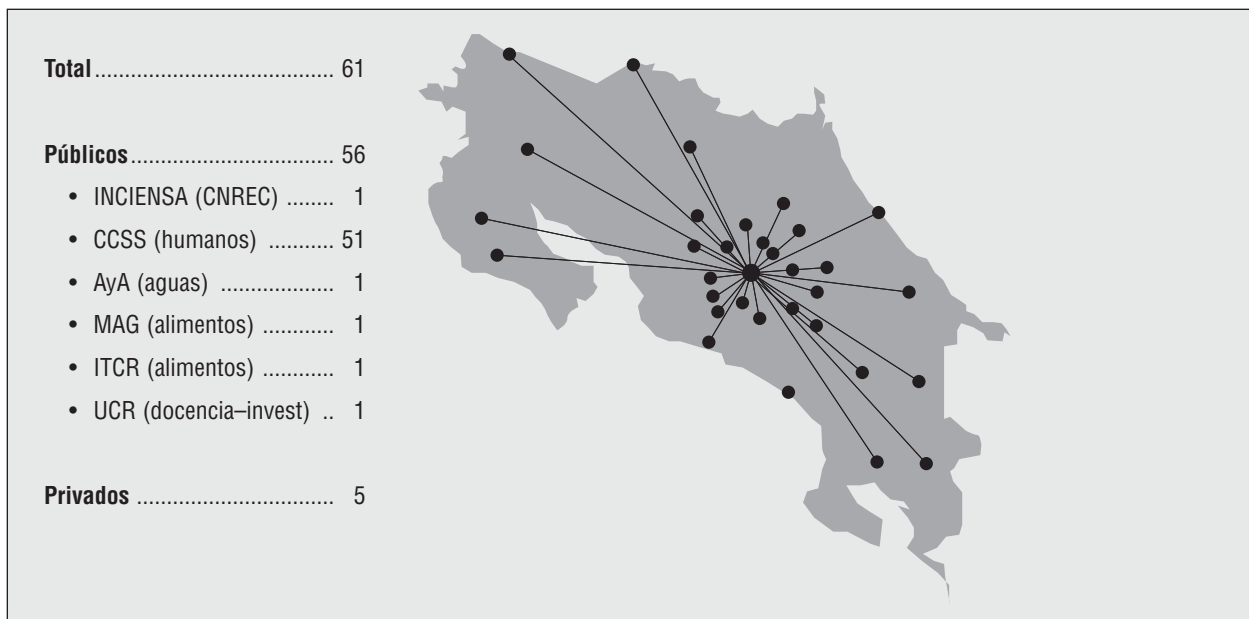 Total ................................... 61
Públicos ................................. 56
• INCIENSA (CNREC) ........ 1
• CCSS (humanos) ............ 51
• AyA (aguas) ................. 1
• MAG (alimentos) ............ 1
• ITCR (alimentos) ............ 1
• UCR (docencia–invest) .. 1
Privados ................................ 5